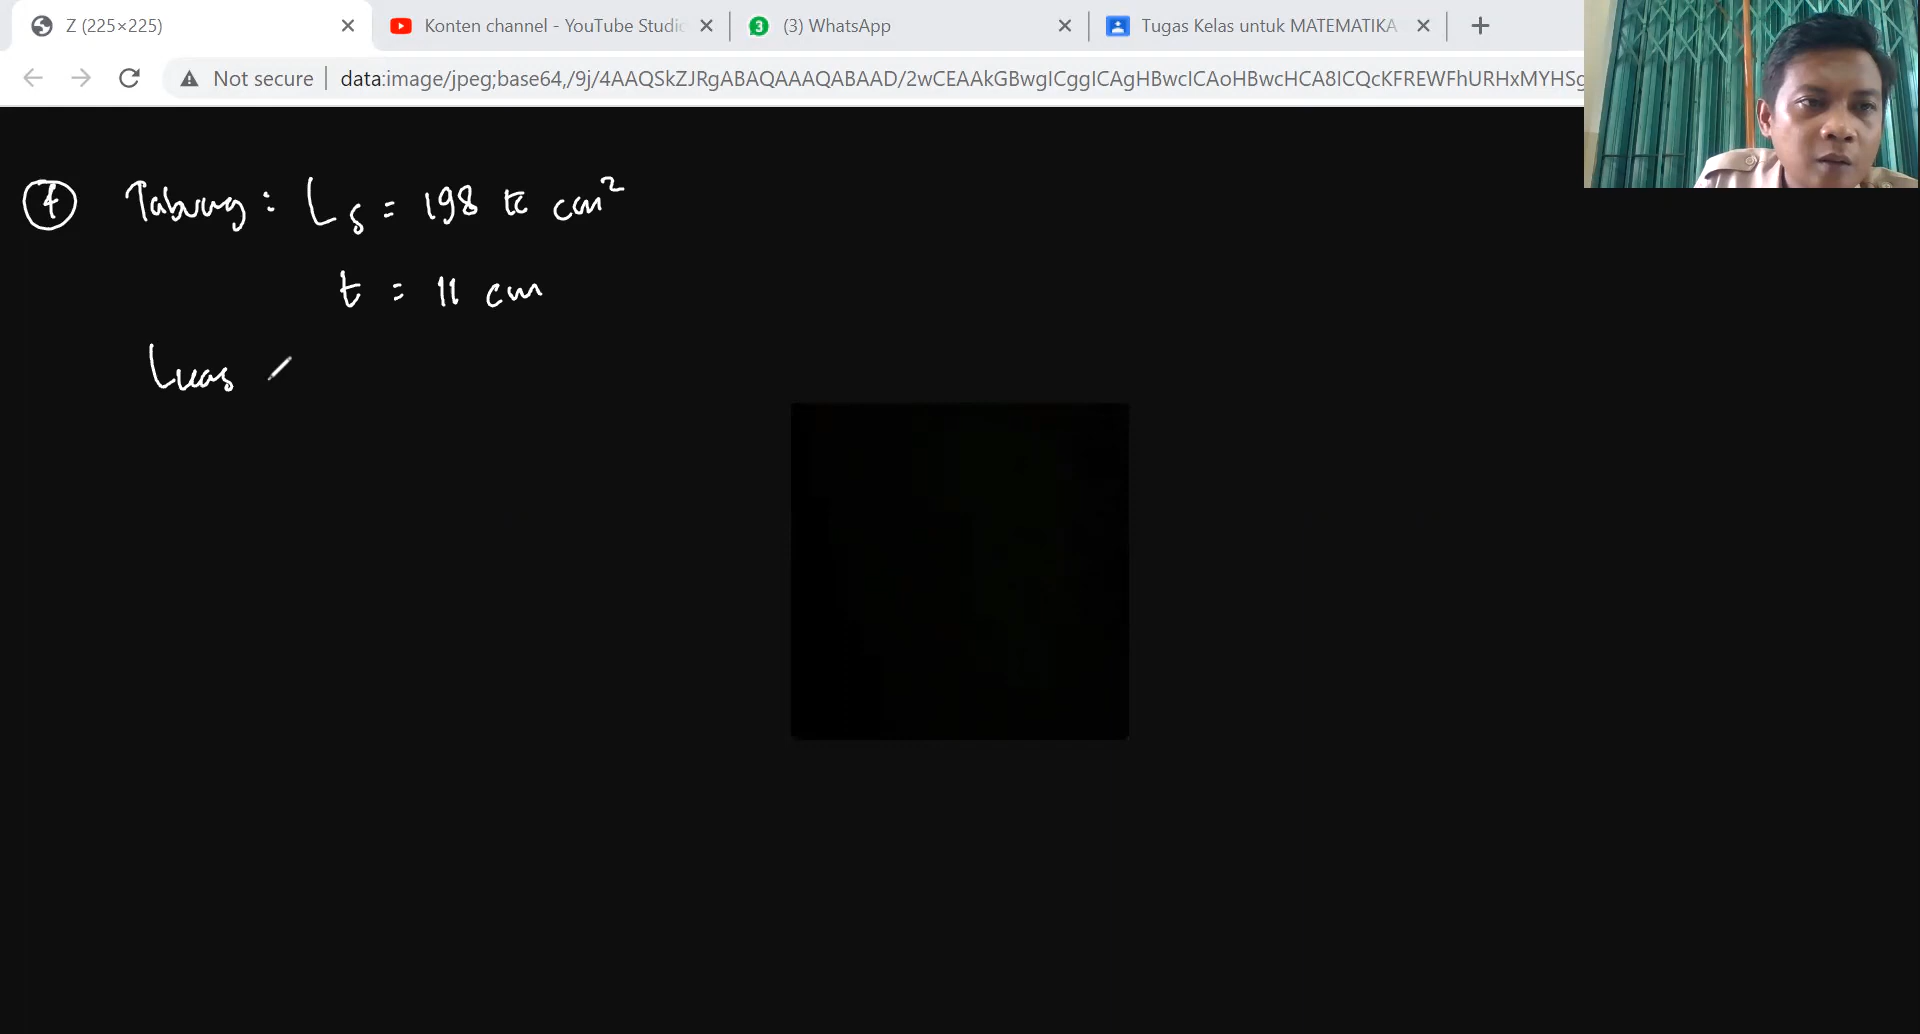 Z (225×225)
Konten channel - YouTube Studio
3 (3) WhatsApp
Tugas Kelas untuk MATEMATIKA
Not secure
data:image/jpeg;base64,/9j/4AAQSkZJRgABAQAAAQABAAD/2wCEAAkGBwgICggICAgHBwcICAoHBwcHCA8ICQcKFREWFhURHxMYHSg
④ Tabung : Ls = 198 π cm²
t = 11 cm
Luas